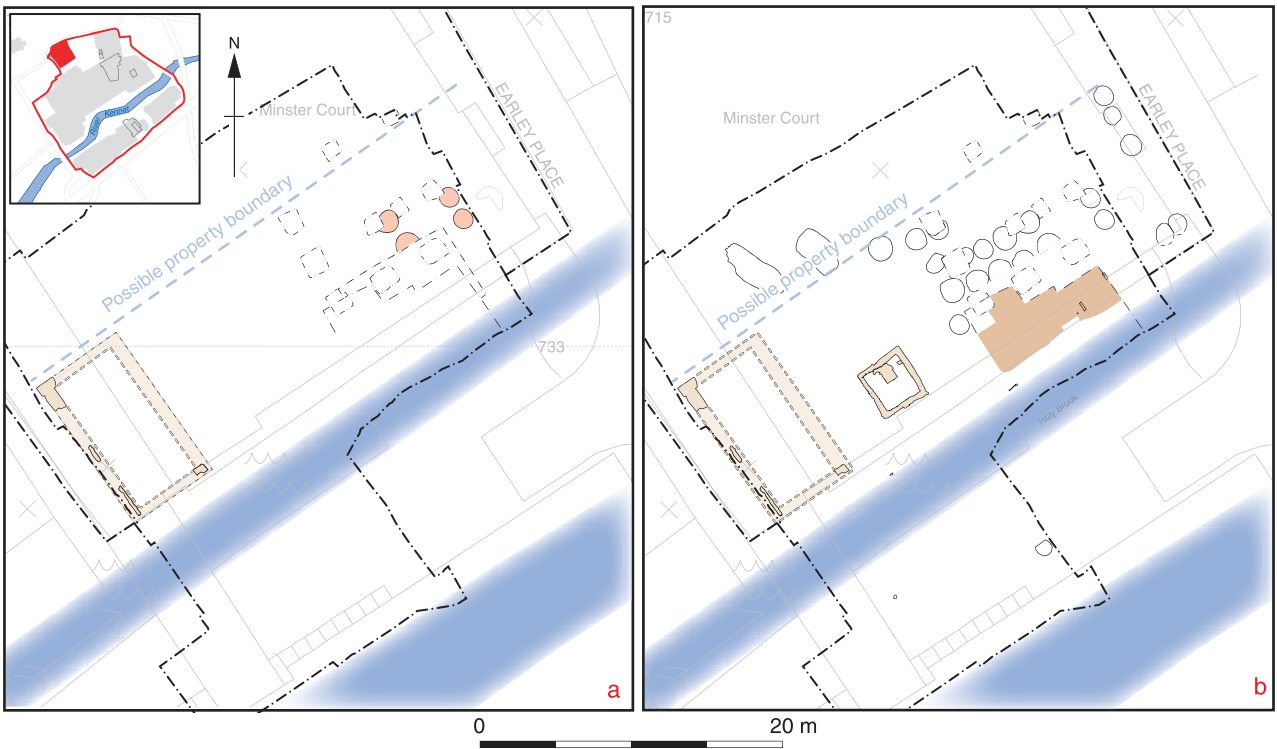 River Kennet
N
Minster Court
EARLEY PLACE
Possible property boundary
733
a
715
Minster Court
EARLEY PLACE
Possible property boundary
Holy Brook
b
0
20 m